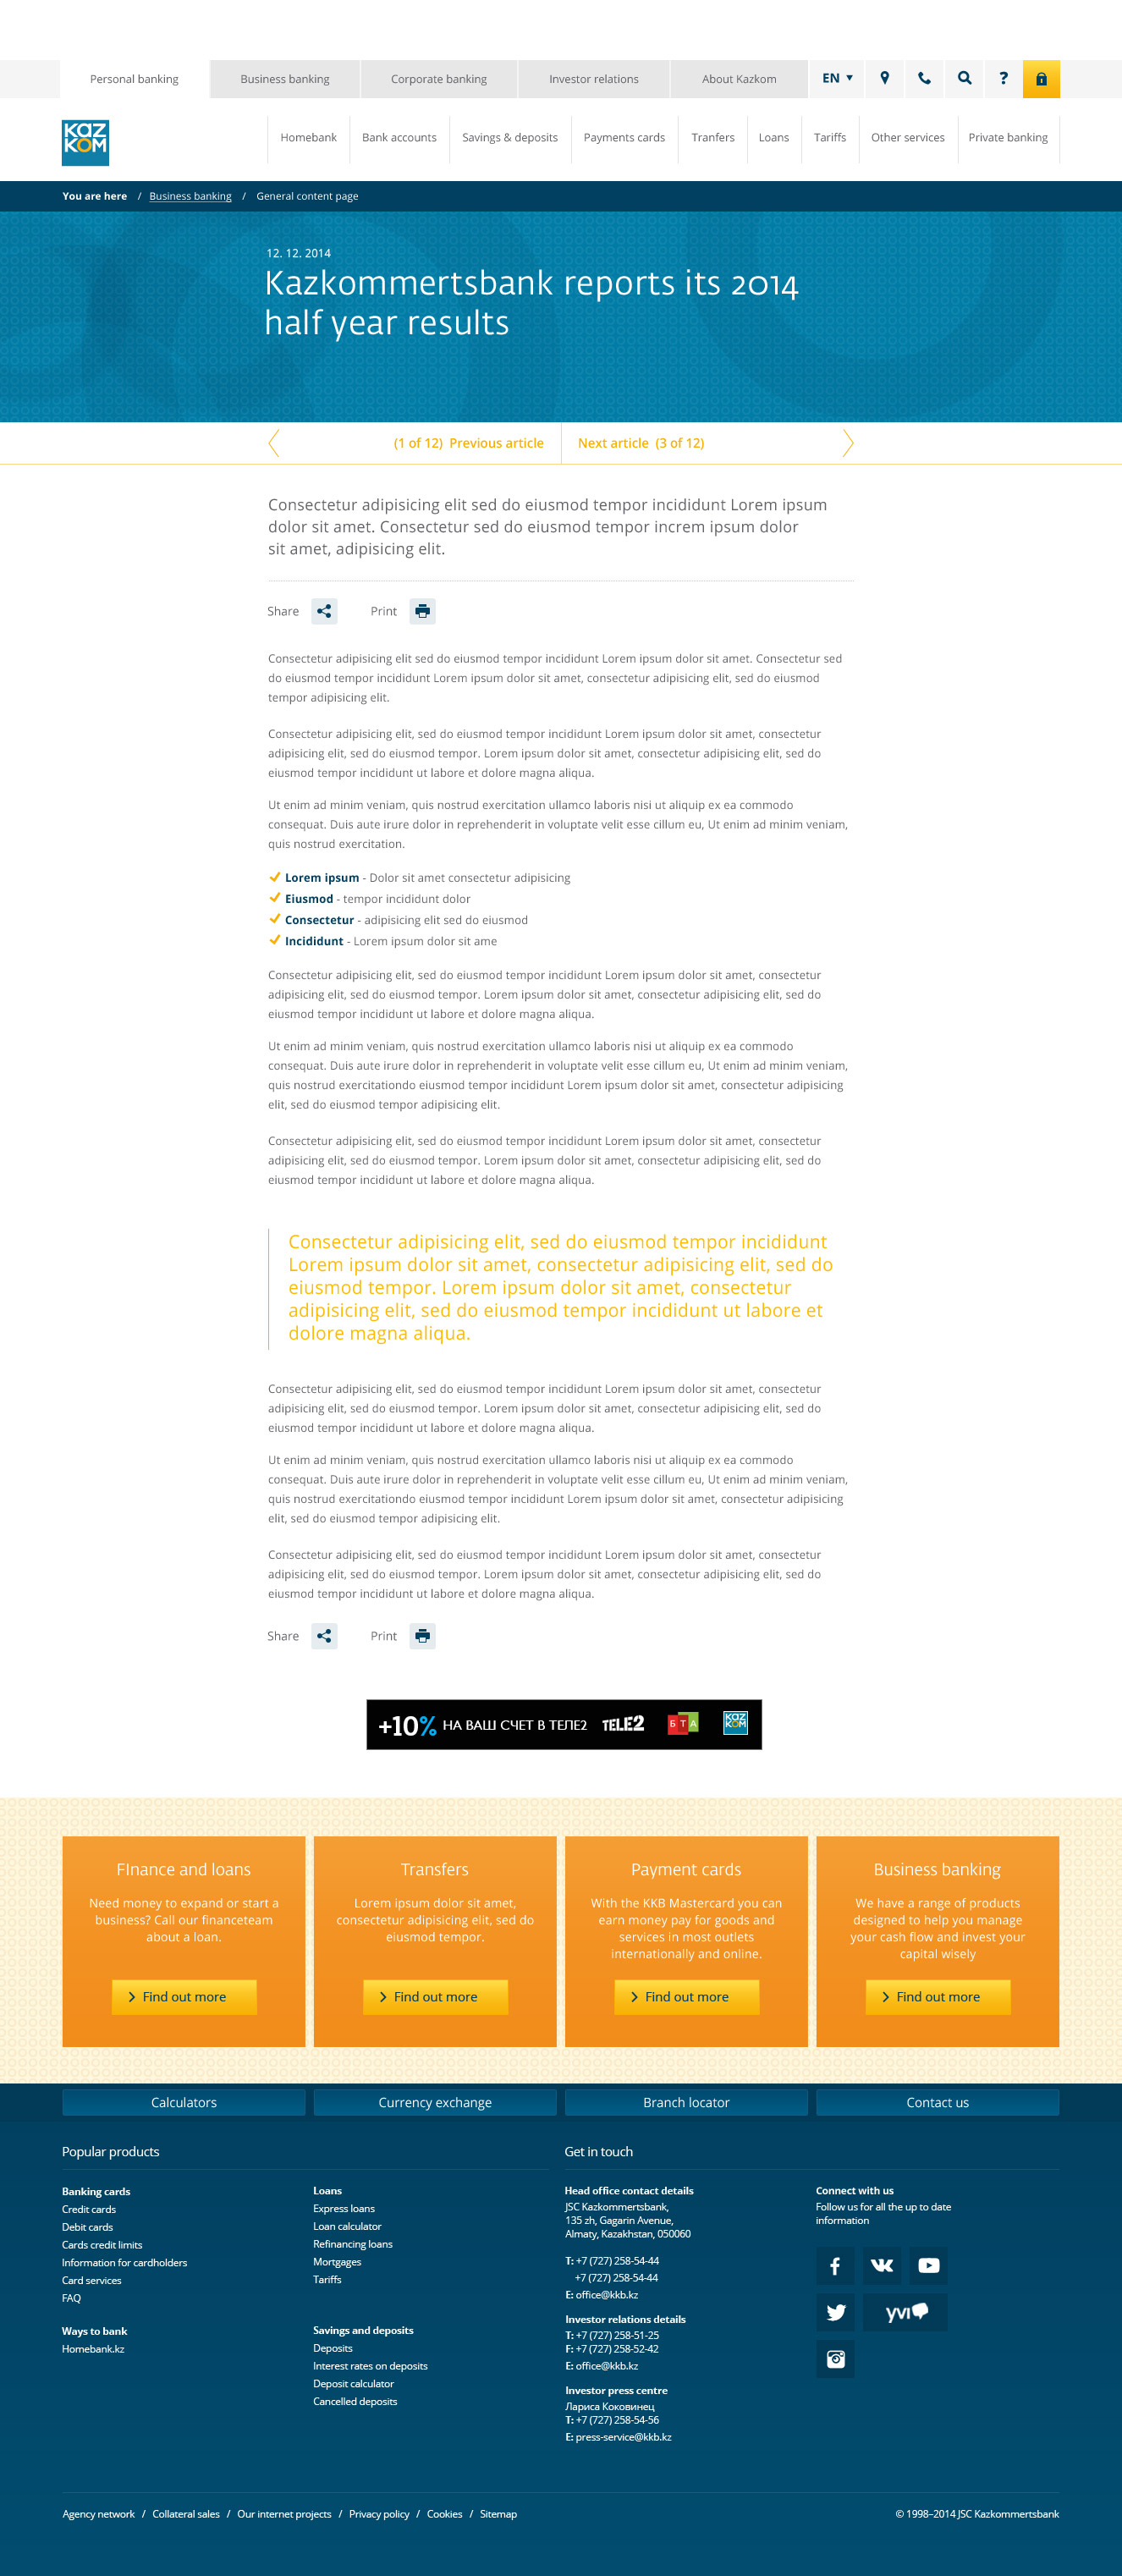 Personal banking
Business banking
Corporate banking
Investor relations
About Kazkom
EN
KAZ
KOM
Homebank
Bank accounts
Savings & deposits
Payments cards
Tranfers
Loans
Tariffs
Other services
Private banking
You are here / Business banking / General content page
12. 12. 2014
Kazkommertsbank reports its 2014
half year results
(1 of 12) Previous article
Next article (3 of 12)
Consectetur adipisicing elit sed do eiusmod tempor incididunt Lorem ipsum
dolor sit amet. Consectetur sed do eiusmod tempor increm ipsum dolor
sit amet, adipisicing elit.
Share
Print
Consectetur adipisicing elit sed do eiusmod tempor incididunt Lorem ipsum dolor sit amet. Consectetur sed
do eiusmod tempor incididunt Lorem ipsum dolor sit amet, consectetur adipisicing elit, sed do eiusmod
tempor adipisicing elit.
Consectetur adipisicing elit, sed do eiusmod tempor incididunt Lorem ipsum dolor sit amet, consectetur
adipisicing elit, sed do eiusmod tempor. Lorem ipsum dolor sit amet, consectetur adipisicing elit, sed do
eiusmod tempor incididunt ut labore et dolore magna aliqua.
Ut enim ad minim veniam, quis nostrud exercitation ullamco laboris nisi ut aliquip ex ea commodo
consequat. Duis aute irure dolor in reprehenderit in voluptate velit esse cillum eu, Ut enim ad minim veniam,
quis nostrud exercitation.
Lorem ipsum - Dolor sit amet consectetur adipisicing
Eiusmod - tempor incididunt dolor
Consectetur - adipisicing elit sed do eiusmod
Incididunt - Lorem ipsum dolor sit ame
Consectetur adipisicing elit, sed do eiusmod tempor incididunt Lorem ipsum dolor sit amet, consectetur
adipisicing elit, sed do eiusmod tempor. Lorem ipsum dolor sit amet, consectetur adipisicing elit, sed do
eiusmod tempor incididunt ut labore et dolore magna aliqua.
Ut enim ad minim veniam, quis nostrud exercitation ullamco laboris nisi ut aliquip ex ea commodo
consequat. Duis aute irure dolor in reprehenderit in voluptate velit esse cillum eu, Ut enim ad minim veniam,
quis nostrud exercitationdo eiusmod tempor incididunt Lorem ipsum dolor sit amet, consectetur adipisicing
elit, sed do eiusmod tempor adipisicing elit.
Consectetur adipisicing elit, sed do eiusmod tempor incididunt Lorem ipsum dolor sit amet, consectetur
adipisicing elit, sed do eiusmod tempor. Lorem ipsum dolor sit amet, consectetur adipisicing elit, sed do
eiusmod tempor incididunt ut labore et dolore magna aliqua.
Consectetur adipisicing elit, sed do eiusmod tempor incididunt
Lorem ipsum dolor sit amet, consectetur adipisicing elit, sed do
eiusmod tempor. Lorem ipsum dolor sit amet, consectetur
adipisicing elit, sed do eiusmod tempor incididunt ut labore et
dolore magna aliqua.
Consectetur adipisicing elit, sed do eiusmod tempor incididunt Lorem ipsum dolor sit amet, consectetur
adipisicing elit, sed do eiusmod tempor. Lorem ipsum dolor sit amet, consectetur adipisicing elit, sed do
eiusmod tempor incididunt ut labore et dolore magna aliqua.
Ut enim ad minim veniam, quis nostrud exercitation ullamco laboris nisi ut aliquip ex ea commodo
consequat. Duis aute irure dolor in reprehenderit in voluptate velit esse cillum eu, Ut enim ad minim veniam,
quis nostrud exercitationdo eiusmod tempor incididunt Lorem ipsum dolor sit amet, consectetur adipisicing
elit, sed do eiusmod tempor adipisicing elit.
Consectetur adipisicing elit, sed do eiusmod tempor incididunt Lorem ipsum dolor sit amet, consectetur
adipisicing elit, sed do eiusmod tempor. Lorem ipsum dolor sit amet, consectetur adipisicing elit, sed do
eiusmod tempor incididunt ut labore et dolore magna aliqua.
Share
Print
+10% НА ВАШ СЧЕТ В ТЕЛЕ2 TELE2 БТА KAZ KOM
FInance and loans
Need money to expand or start a
business? Call our financeteam
about a loan.
Find out more
Transfers
Lorem ipsum dolor sit amet,
consectetur adipisicing elit, sed do
eiusmod tempor.
Find out more
Payment cards
With the KKB Mastercard you can
earn money pay for goods and
services in most outlets
internationally and online.
Find out more
Business banking
We have a range of products
designed to help you manage
your cash flow and invest your
capital wisely
Find out more
Calculators
Currency exchange
Branch locator
Contact us
Popular products
Banking cards
Credit cards
Debit cards
Cards credit limits
Information for cardholders
Card services
FAQ
Ways to bank
Homebank.kz
Loans
Express loans
Loan calculator
Refinancing loans
Mortgages
Tariffs
Savings and deposits
Deposits
Interest rates on deposits
Deposit calculator
Cancelled deposits
Get in touch
Head office contact details
JSC Kazkommertsbank,
135 zh, Gagarin Avenue,
Almaty, Kazakhstan, 050060
T: +7 (727) 258-54-44
+7 (727) 258-54-44
E: office@kkb.kz
Investor relations details
T: +7 (727) 258-51-25
F: +7 (727) 258-52-42
E: office@kkb.kz
Investor press centre
Лариса Коковинец
T: +7 (727) 258-54-56
E: press-service@kkb.kz
Connect with us
Follow us for all the up to date
information
yvi
Agency network / Collateral sales / Our internet projects / Privacy policy / Cookies / Sitemap
© 1998–2014 JSC Kazkommertsbank